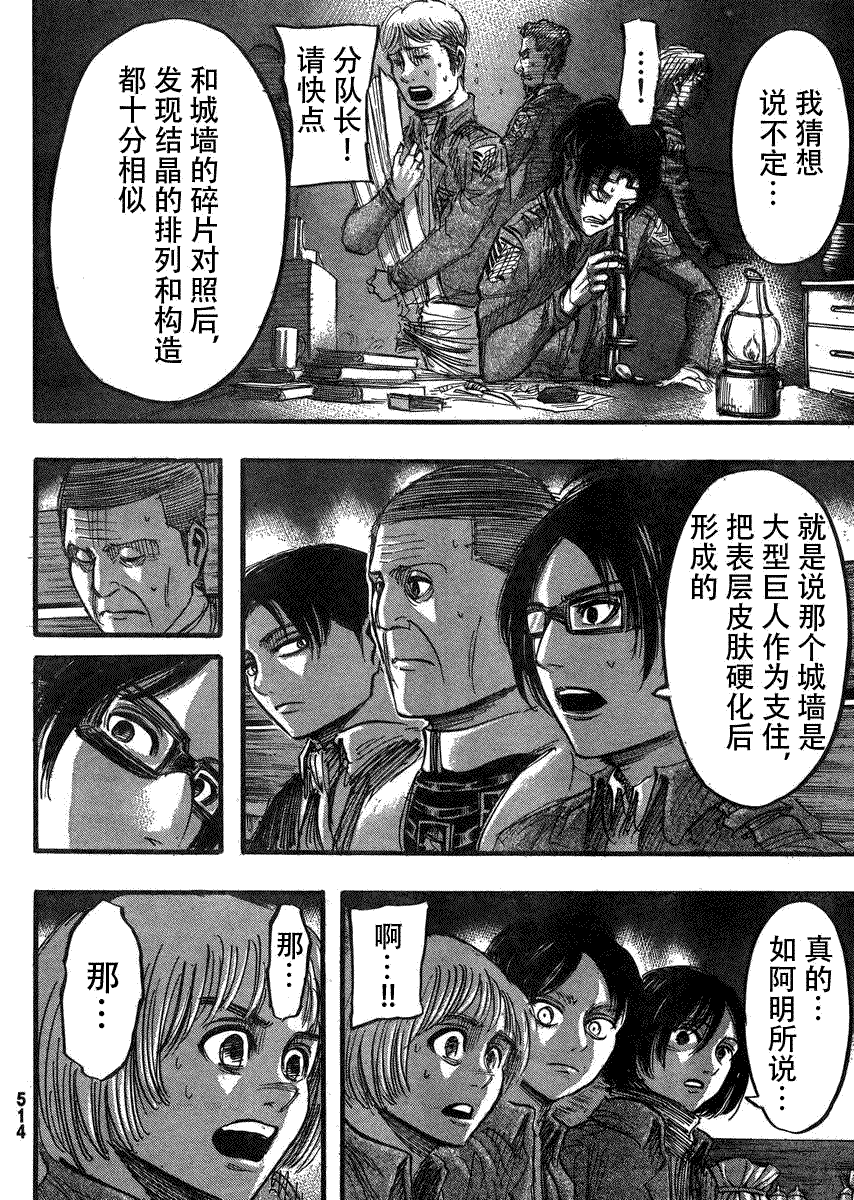 我猜想
说不定…
…！
分队长！
请快点
和城墙的碎片对照后，
发现结晶的排列和构造
都十分相似
就是说那个城墙是
大型巨人作为支住，
把表层皮肤硬化后
形成的
真的…
如阿明所说…
啊…！！
那…
那…
514